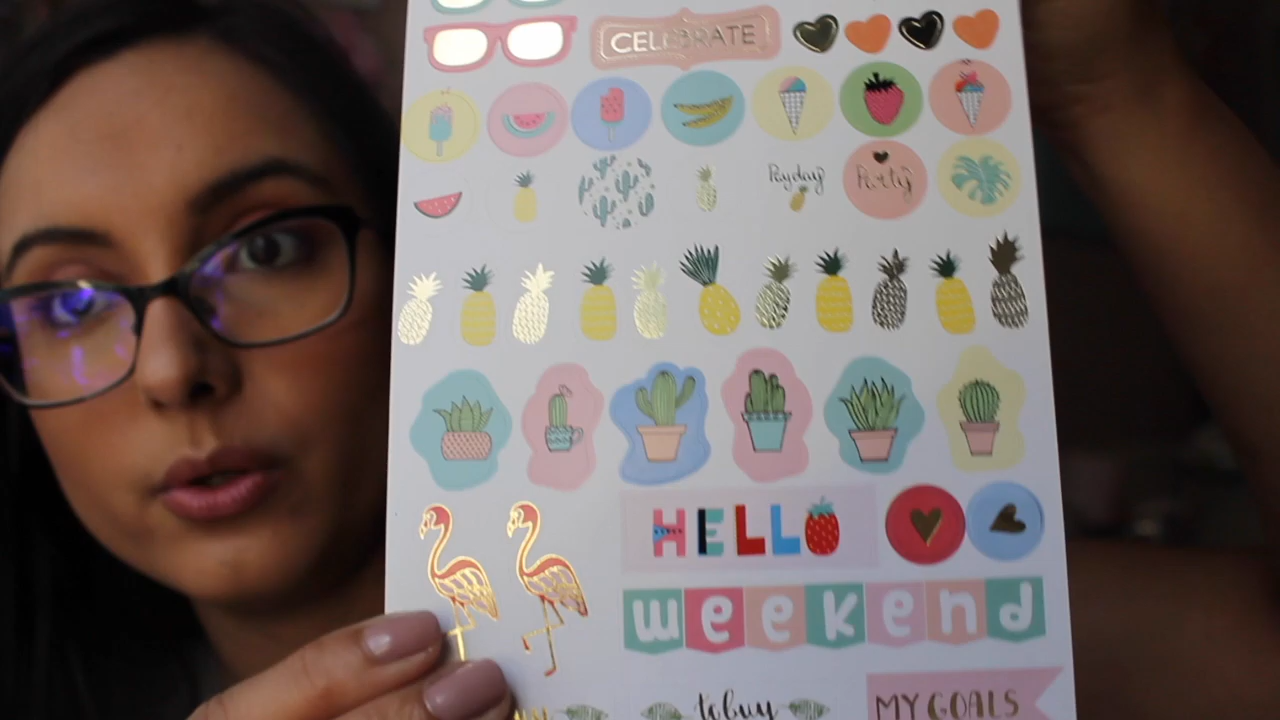 CELEBRATE
Payday
Party
HELLO
weekend
to buy
MY GOALS